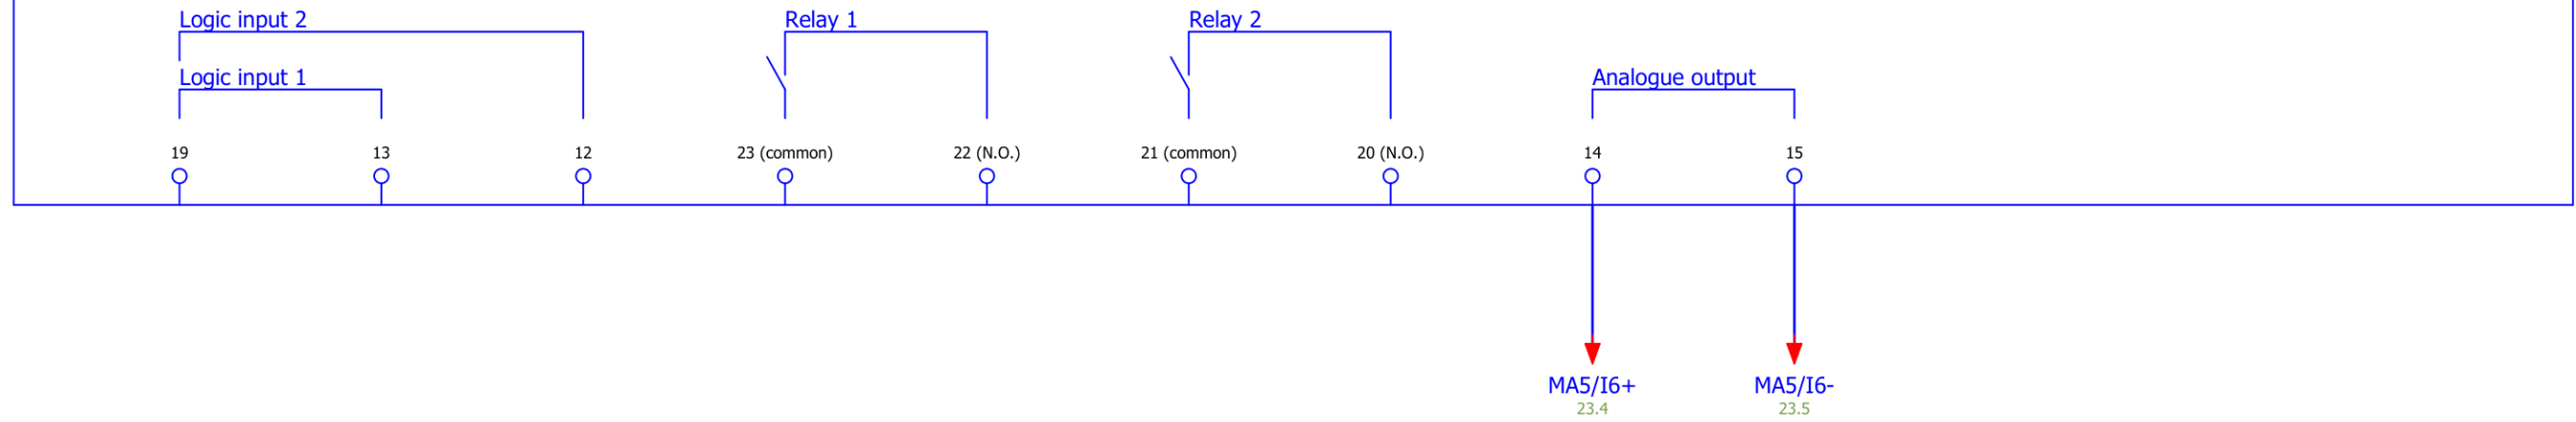 Logic input 2
Relay 1
Relay 2
Logic input 1
Analogue output
19
13
12
23 (common)
22 (N.O.)
21 (common)
20 (N.O.)
14
15
MA5/I6+
MA5/I6-
23.4
23.5